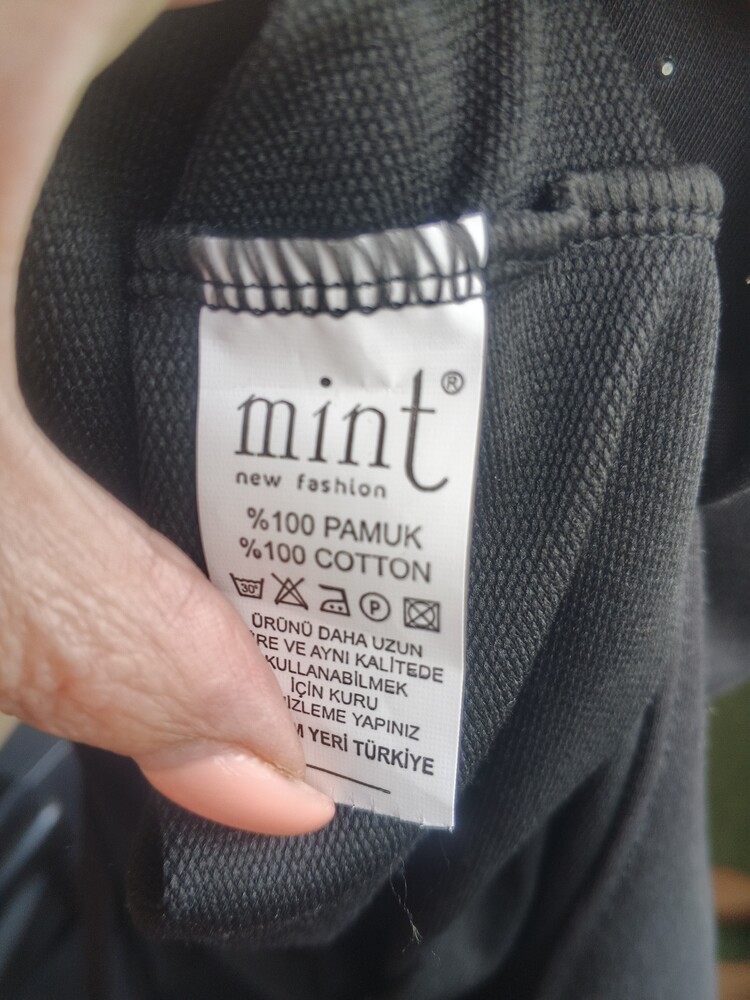 mint®
new fashion
%100 PAMUK
%100 COTTON
30° P
ÜRÜNÜ DAHA UZUN
VE AYNI KALİTEDE
KULLANABİLMEK
İÇİN KURU
YAPINIZ
YERİ TÜRKİYE